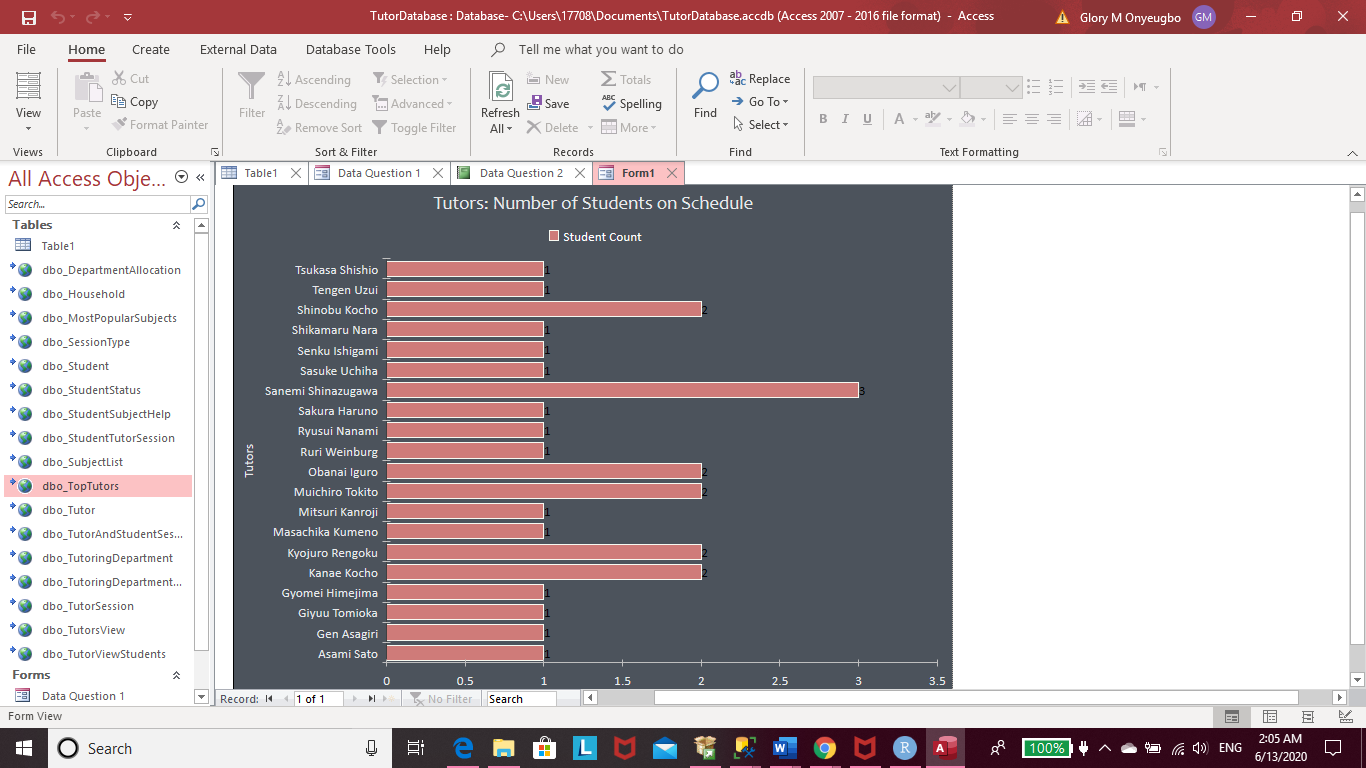 TutorDatabase : Database- C:\Users\17708\Documents\TutorDatabase.accdb (Access 2007 - 2016 file format) - Access
Glory M Onyeugbo
GM
File Home Create External Data Database Tools Help Tell me what you want to do
View
Views
Paste
Cut
Copy
Format Painter
Clipboard
Filter
Ascending
Descending
Remove Sort
Selection
Advanced
Toggle Filter
Sort & Filter
Refresh
All
New
Save
Delete
Totals
Spelling
More
Records
Find
Replace
Go To
Select
Find
B I U A
Text Formatting
All Access Obje...
Search...
Tables
Table1
dbo_DepartmentAllocation
dbo_Household
dbo_MostPopularSubjects
dbo_SessionType
dbo_Student
dbo_StudentStatus
dbo_StudentSubjectHelp
dbo_StudentTutorSession
dbo_SubjectList
dbo_TopTutors
dbo_Tutor
dbo_TutorAndStudentSes...
dbo_TutoringDepartment
dbo_TutoringDepartment...
dbo_TutorSession
dbo_TutorsView
dbo_TutorViewStudents
Forms
Data Question 1
Table1 Data Question 1 Data Question 2 Form1
Tutors: Number of Students on Schedule
Student Count
Tutors
Tsukasa Shishio 1
Tengen Uzui 1
Shinobu Kocho 2
Shikamaru Nara 1
Senku Ishigami 1
Sasuke Uchiha 1
Sanemi Shinazugawa 3
Sakura Haruno 1
Ryusui Nanami 1
Ruri Weinburg 1
Obanai Iguro 2
Muichiro Tokito 2
Mitsuri Kanroji 1
Masachika Kumeno 1
Kyojuro Rengoku 2
Kanae Kocho 2
Gyomei Himejima 1
Giyuu Tomioka 1
Gen Asagiri 1
Asami Sato 1
0 0.5 1 1.5 2 2.5 3 3.5
Record: 1 of 1 No Filter Search
Form View
Search
100%
ENG
2:05 AM
6/13/2020